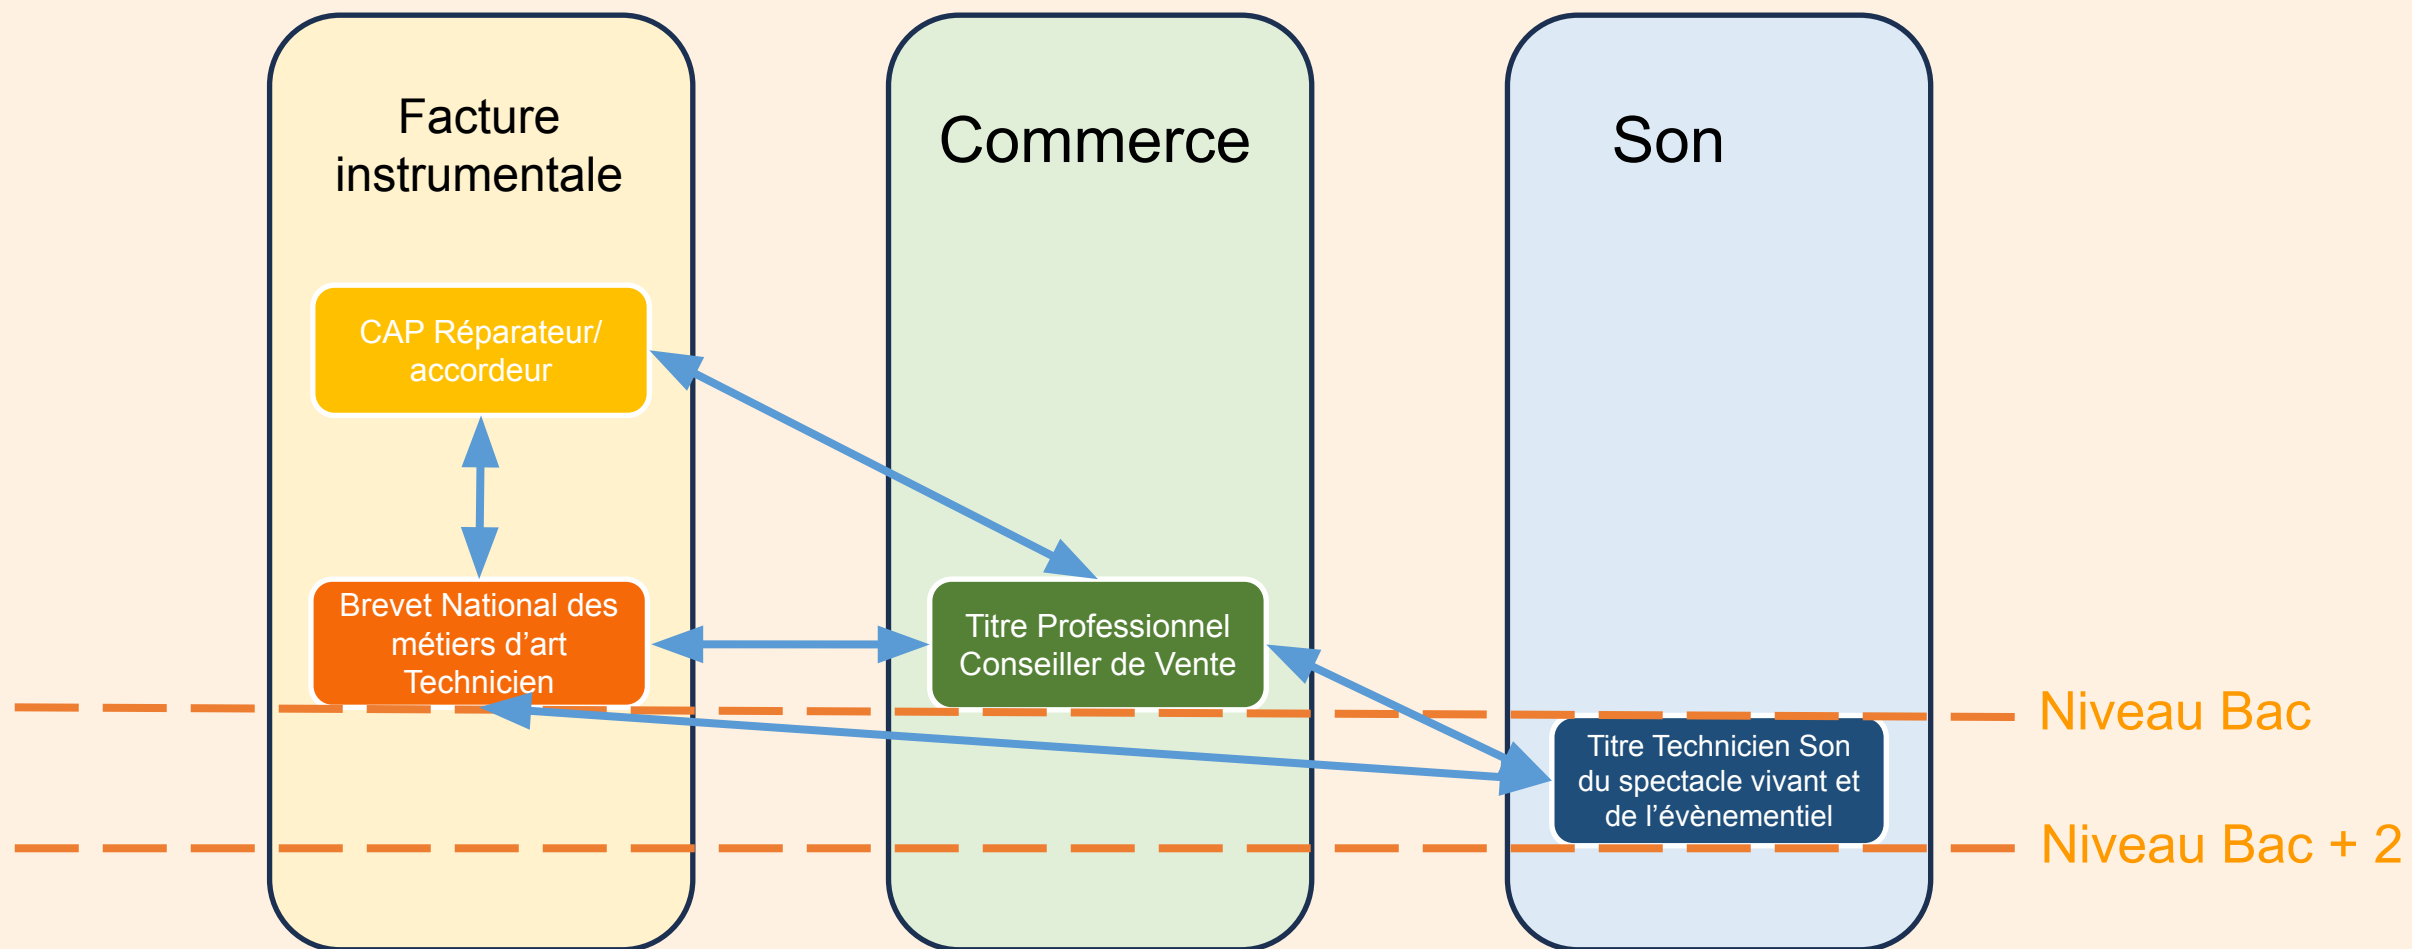 Facture
instrumentale
Commerce
Son
CAP Réparateur/
accordeur
Brevet National des
métiers d’art
Technicien
Titre Professionnel
Conseiller de Vente
Niveau Bac
Titre Technicien Son
du spectacle vivant et
de l’évènementiel
Niveau Bac + 2